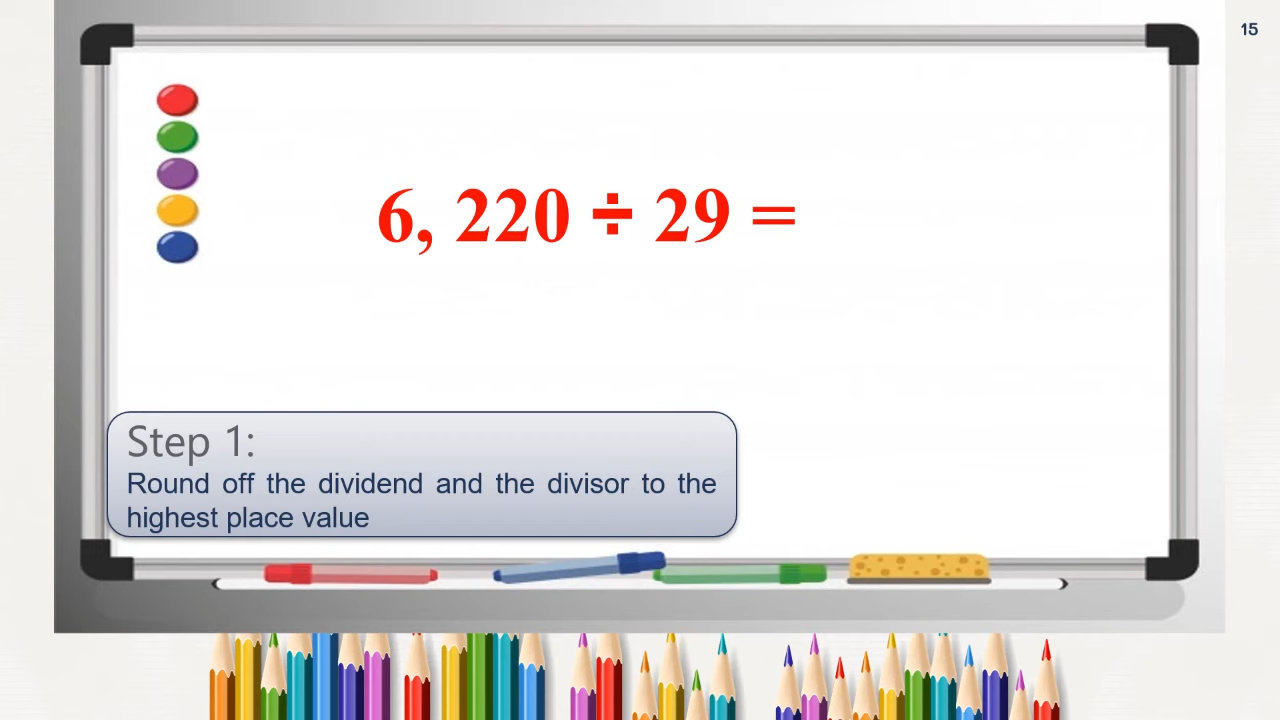 15
6, 220 ÷ 29 =
Step 1:
Round off the dividend and the divisor to the
highest place value